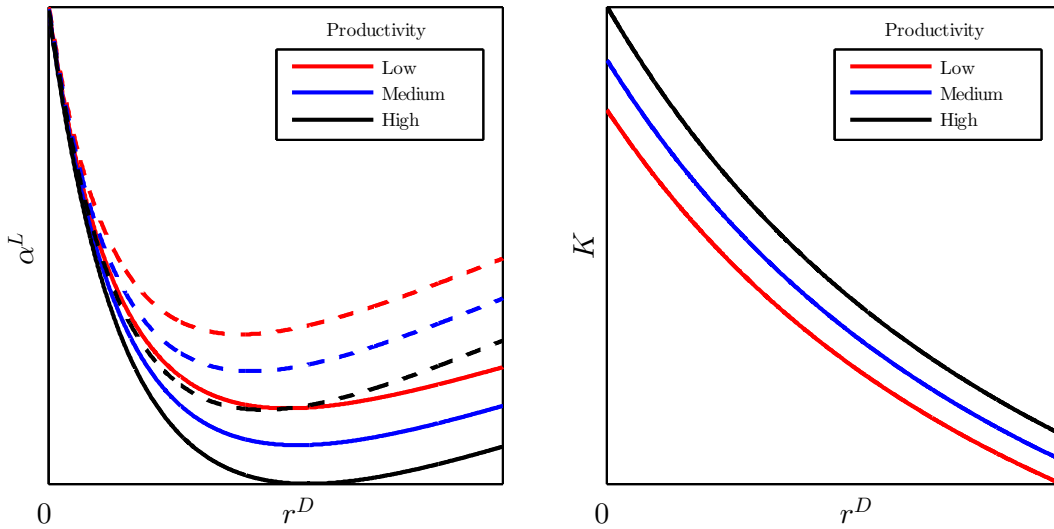 Productivity
Low
Medium
High
α^L
0
r^D
Productivity
Low
Medium
High
K
0
r^D